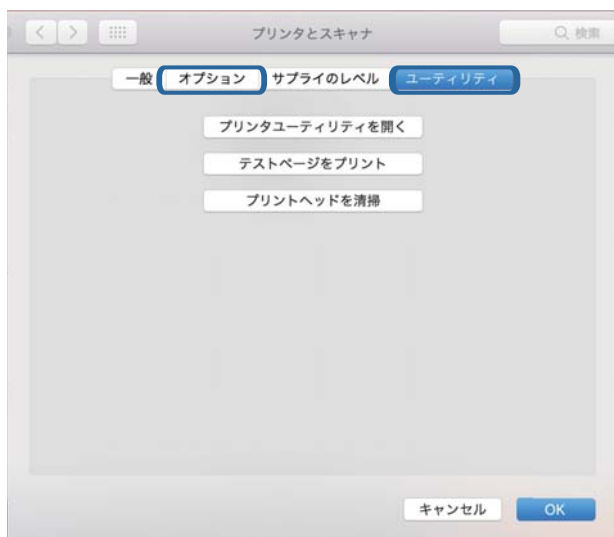 プリンタとスキャナ
検索
一般 オプション サプライのレベル ユーティリティ
プリンタユーティリティを開く
テストページをプリント
プリントヘッドを清掃
キャンセル OK